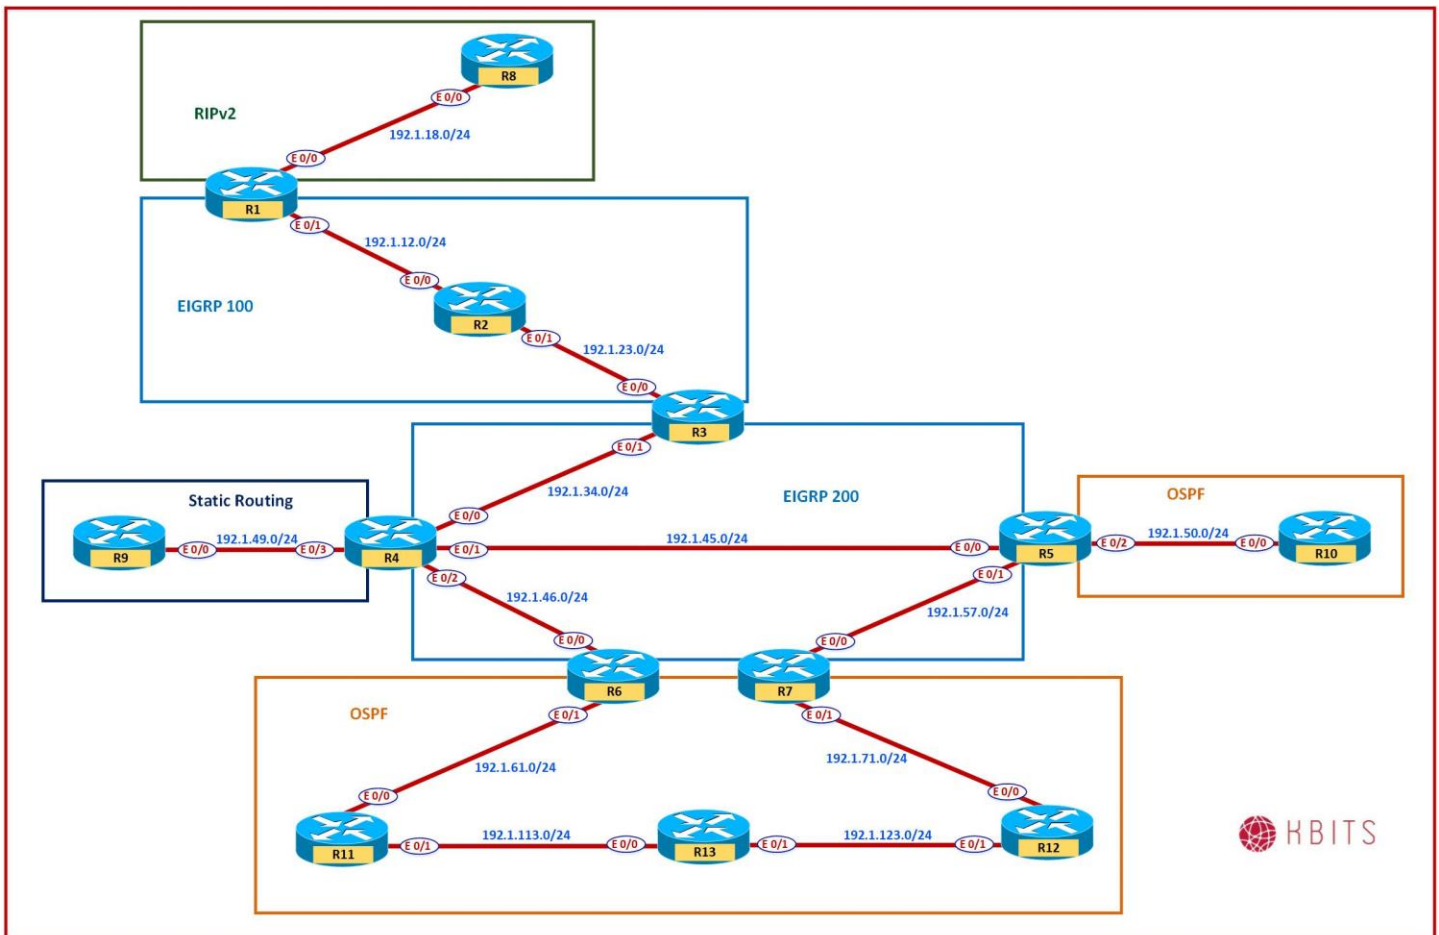 R8
E 0/0
RIPv2
192.1.18.0/24
E 0/0
R1
E 0/1
192.1.12.0/24
E 0/0
EIGRP 100
R2
E 0/1
192.1.23.0/24
E 0/0
R3
E 0/1
192.1.34.0/24
EIGRP 200
OSPF
Static Routing
E 0/0
192.1.49.0/24
E 0/3
R9
R4
E 0/1
192.1.45.0/24
E 0/0
R5
E 0/2
192.1.50.0/24
E 0/0
R10
E 0/2
E 0/1
192.1.46.0/24
192.1.57.0/24
E 0/0
E 0/0
R6
R7
OSPF
E 0/1
E 0/1
192.1.61.0/24
192.1.71.0/24
E 0/0
E 0/0
R11
E 0/1
192.1.113.0/24
E 0/0
R13
E 0/1
192.1.123.0/24
E 0/1
R12
KBITS